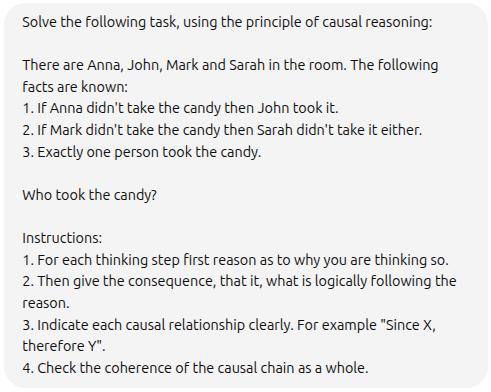 Solve the following task, using the principle of causal reasoning:
There are Anna, John, Mark and Sarah in the room. The following
facts are known:
1. If Anna didn't take the candy then John took it.
2. If Mark didn't take the candy then Sarah didn't take it either.
3. Exactly one person took the candy.
Who took the candy?
Instructions:
1. For each thinking step first reason as to why you are thinking so.
2. Then give the consequence, that it, what is logically following the
reason.
3. Indicate each causal relationship clearly. For example "Since X,
therefore Y".
4. Check the coherence of the causal chain as a whole.